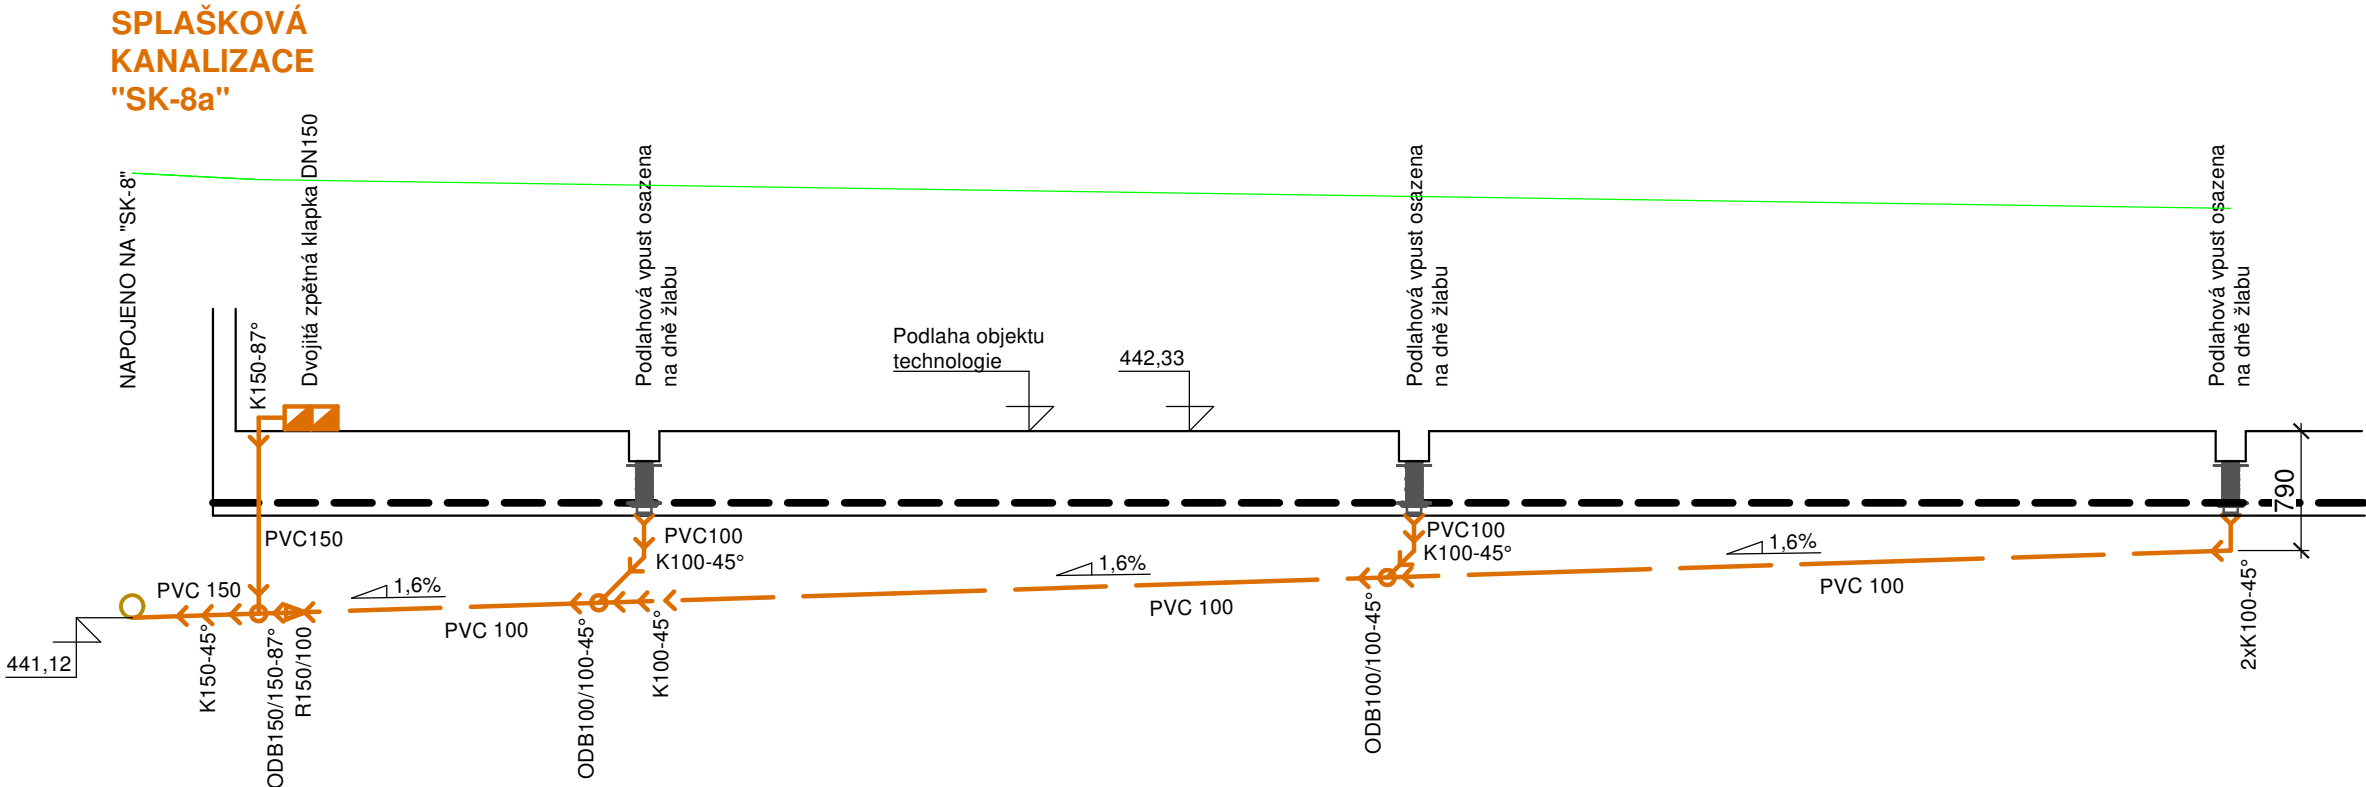 SPLAŠKOVÁ
KANALIZACE
"SK-8a"
NAPOJENO NA "SK-8"
K150-87°
Dvojitá zpětná klapka DN150
Podlahová vpust osazena
na dně žlabu
Podlaha objektu
technologie
442,33
Podlahová vpust osazena
na dně žlabu
Podlahová vpust osazena
na dně žlabu
790
PVC150
PVC100
K100-45°
PVC100
K100-45°
1,6%
1,6%
1,6%
PVC 150
PVC 100
PVC 100
PVC 100
441,12
K150-45°
ODB150/150-87°
R150/100
ODB100/100-45°
K100-45°
ODB100/100-45°
2xK100-45°